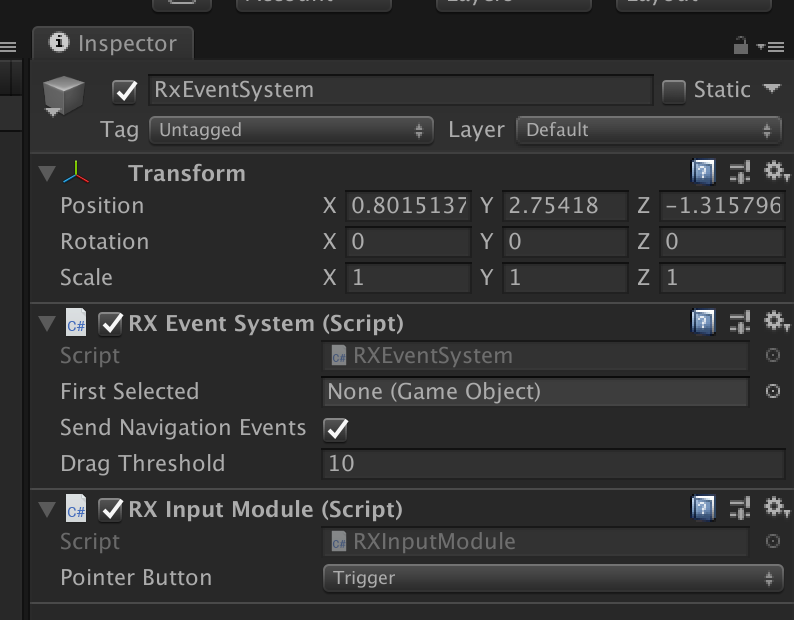 Inspector
RxEventSystem
Static
Tag
Untagged
Layer
Default
Transform
Position X 0.8015137 Y 2.75418 Z -1.315796
Rotation X 0 Y 0 Z 0
Scale X 1 Y 1 Z 1
C# RX Event System (Script)
Script c# RXEventSystem
First Selected None (Game Object)
Send Navigation Events
Drag Threshold 10
C# RX Input Module (Script)
Script c# RXInputModule
Pointer Button Trigger